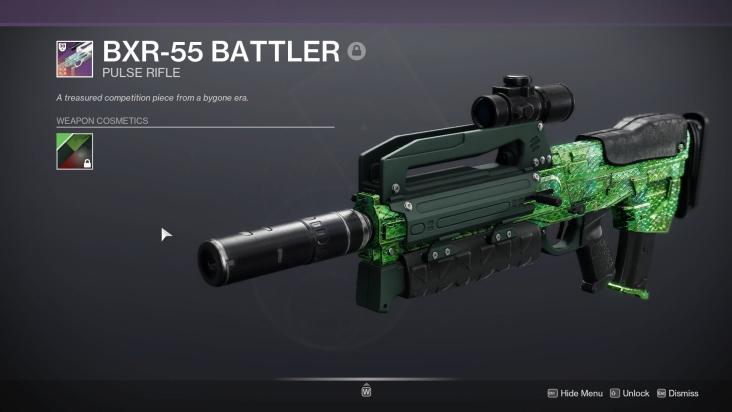 BXR-55 BATTLER
PULSE RIFLE
A treasured competition piece from a bygone era.
WEAPON COSMETICS
W
Hide Menu Unlock Dismiss